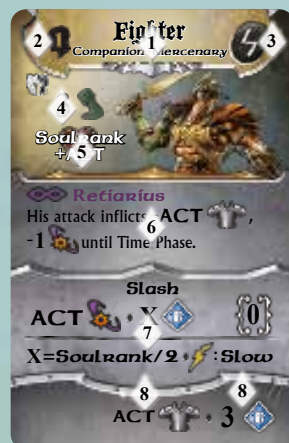 Fighter
Companion Mercenary
1
2
3
4
Soulrank
5
Retiarius
His attack inflicts ACT ,
-1 until Time Phase.
6
Slash
ACT + X 0
7
X=Soulrank/2 + : Slow
8 8
ACT + 3